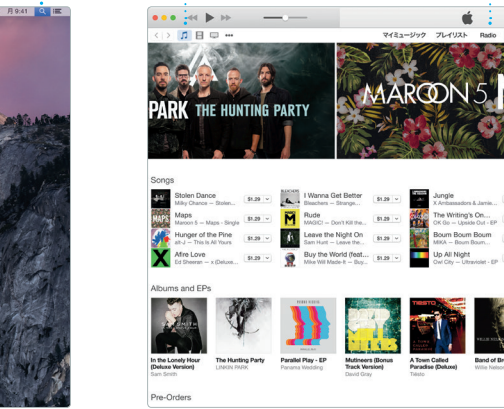 月 9:41
マイミュージック プレイリスト Radio
PARK THE HUNTING PARTY
MAROON 5
Songs
Stolen Dance
Milky Chance — Stolen...
$1.29
Maps
Maroon 5 — Maps - Single
$1.29
Hunger of the Pine
alt-J — This Is All Yours
$1.29
Afire Love
Ed Sheeran — x (Deluxe...
$1.29
I Wanna Get Better
Bleachers — Strange...
$1.29
Rude
MAGIC! — Don't Kill the...
$1.29
Leave the Night On
Sam Hunt — Leave the...
$1.29
Buy the World (feat...
Mike Will Made-It — Buy...
$1.29
Jungle
X Ambassadors & Jamie...
The Writing's On...
OK Go — Upside Out - EP
Boum Boum Boum
MIKA — Boum Boum...
Up All Night
Owl City — Ultraviolet - EP
Albums and EPs
In the Lonely Hour
(Deluxe Version)
Sam Smith
The Hunting Party
LINKIN PARK
Parallel Play - EP
Panama Wedding
Mutineers (Bonus
Track Version)
David Gray
A Town Called
Paradise (Deluxe)
Tiësto
Band of Br
Willie Nelson
Pre-Orders